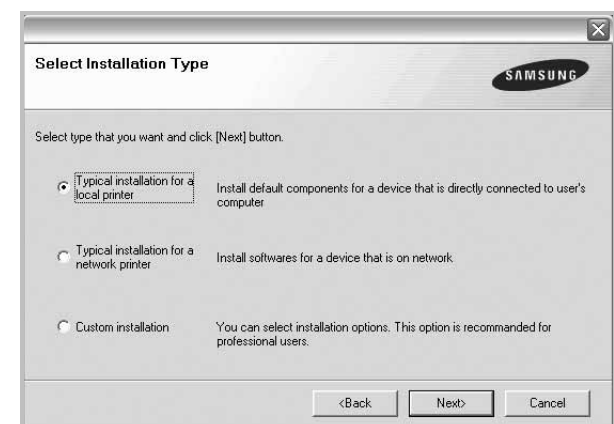 Select Installation Type
SAMSUNG
Select type that you want and click [Next] button.
Typical installation for a
local printer
Install default components for a device that is directly connected to user's
computer
Typical installation for a
network printer
Install softwares for a device that is on network
Custom installation
You can select installation options. This option is recommanded for
professional users.
<Back
Next>
Cancel